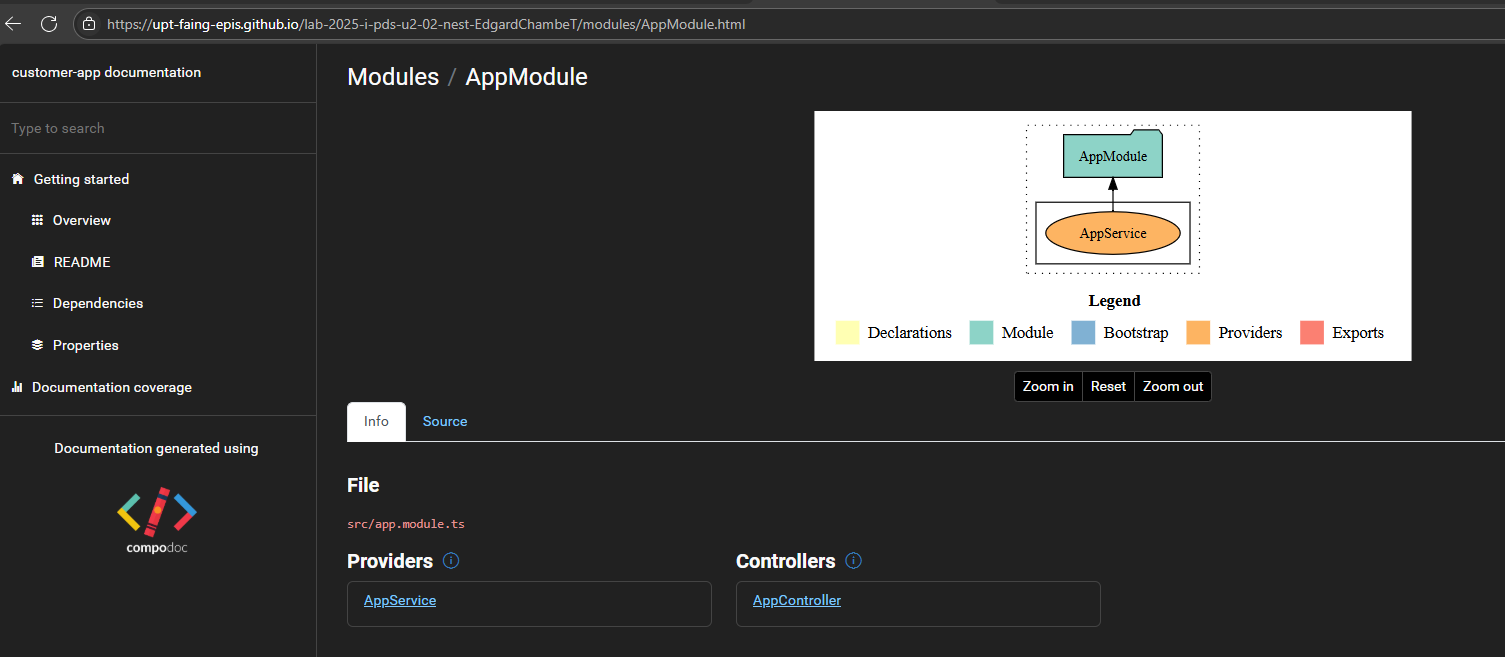 https://upt-faing-epis.github.io/lab-2025-i-pds-u2-02-nest-EdgardChambeT/modules/AppModule.html
customer-app documentation
Type to search
Getting started
Overview
README
Dependencies
Properties
Documentation coverage
Documentation generated using
compodoc
Modules / AppModule
AppModule
AppService
Legend
Declarations Module Bootstrap Providers Exports
Zoom in Reset Zoom out
Info Source
File
src/app.module.ts
Providers Controllers
AppService AppController